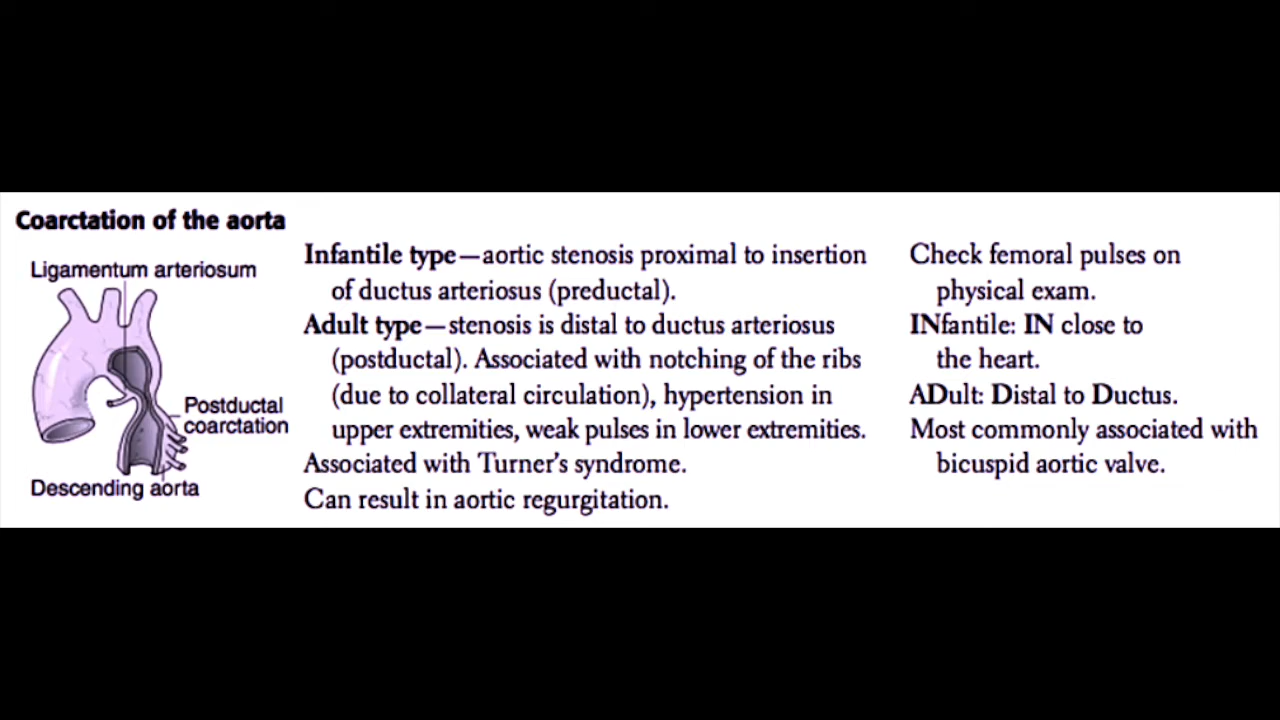 Coarctation of the aorta
Ligamentum arteriosum
Postductal
coarctation
Descending aorta
Infantile type—aortic stenosis proximal to insertion
of ductus arteriosus (preductal).
Adult type—stenosis is distal to ductus arteriosus
(postductal). Associated with notching of the ribs
(due to collateral circulation), hypertension in
upper extremities, weak pulses in lower extremities.
Associated with Turner's syndrome.
Can result in aortic regurgitation.
Check femoral pulses on
physical exam.
INfantile: IN close to
the heart.
ADult: Distal to Ductus.
Most commonly associated with
bicuspid aortic valve.